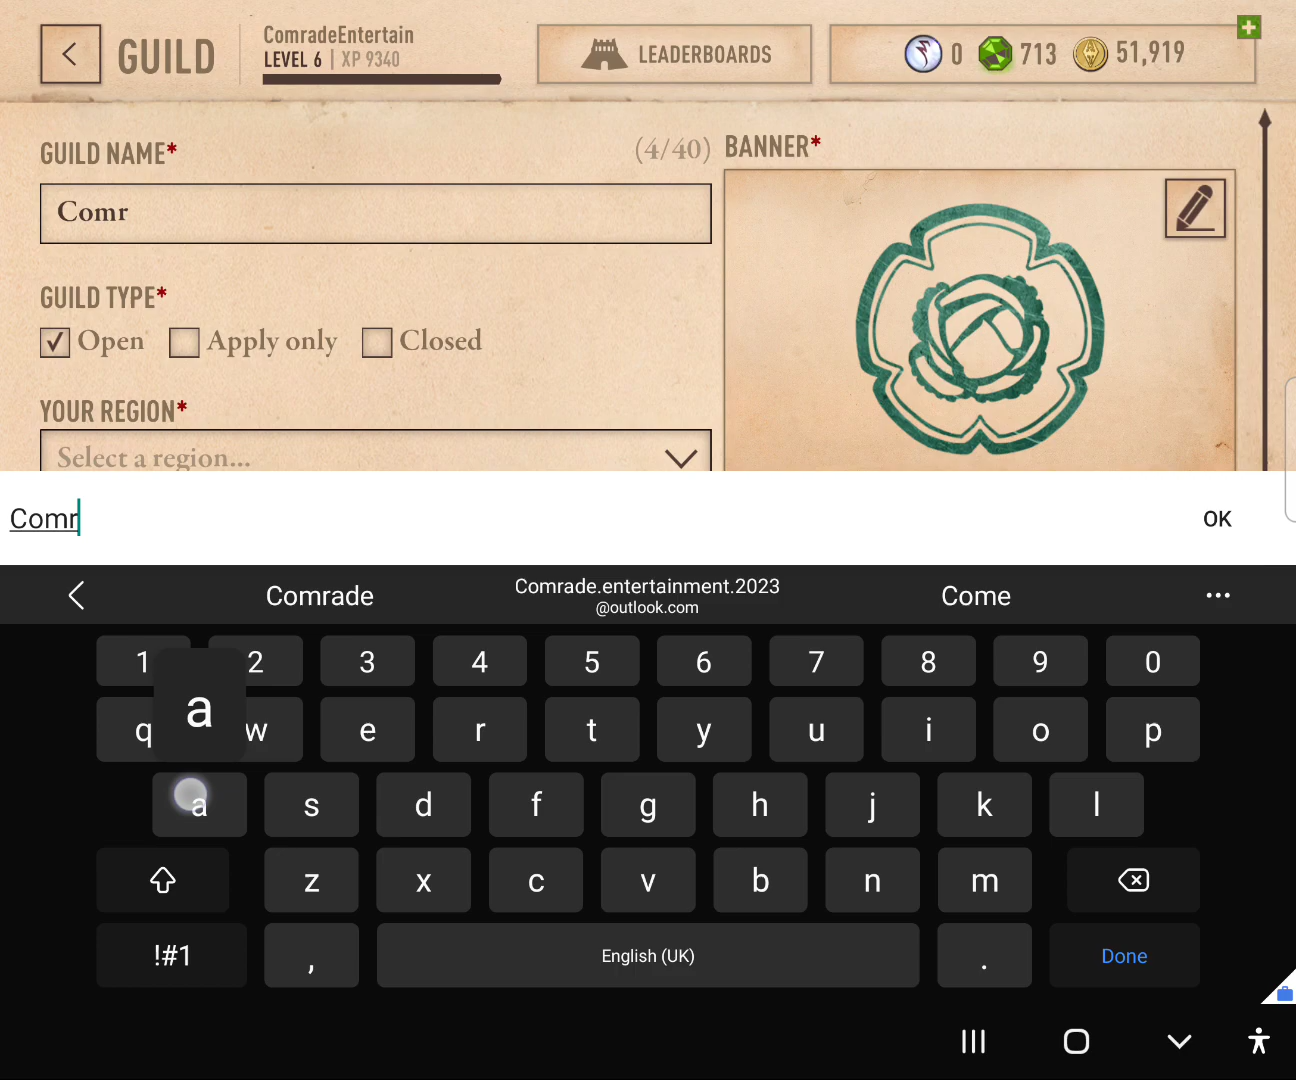 GUILD
ComradeEntertain
LEVEL 6 | XP 9340
LEADERBOARDS
0
713
51,919
GUILD NAME*
(4/40)
Comr
BANNER*
GUILD TYPE*
✓ Open
Apply only
Closed
YOUR REGION*
Select a region...
Comr
OK
Comrade
Comrade.entertainment.2023
@outlook.com
Come
...
1 2 3 4 5 6 7 8 9 0
a
q w e r t y u i o p
a s d f g h j k l
z x c v b n m
!#1 , English (UK) . Done